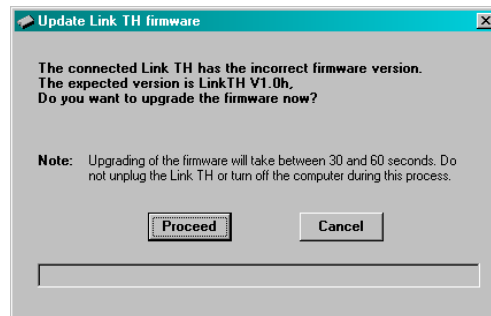 Update Link TH firmware
The connected Link TH has the incorrect firmware version.
The expected version is LinkTH V1.0h,
Do you want to upgrade the firmware now?
Note: Upgrading of the firmware will take between 30 and 60 seconds. Do
not unplug the Link TH or turn off the computer during this process.
Proceed Cancel